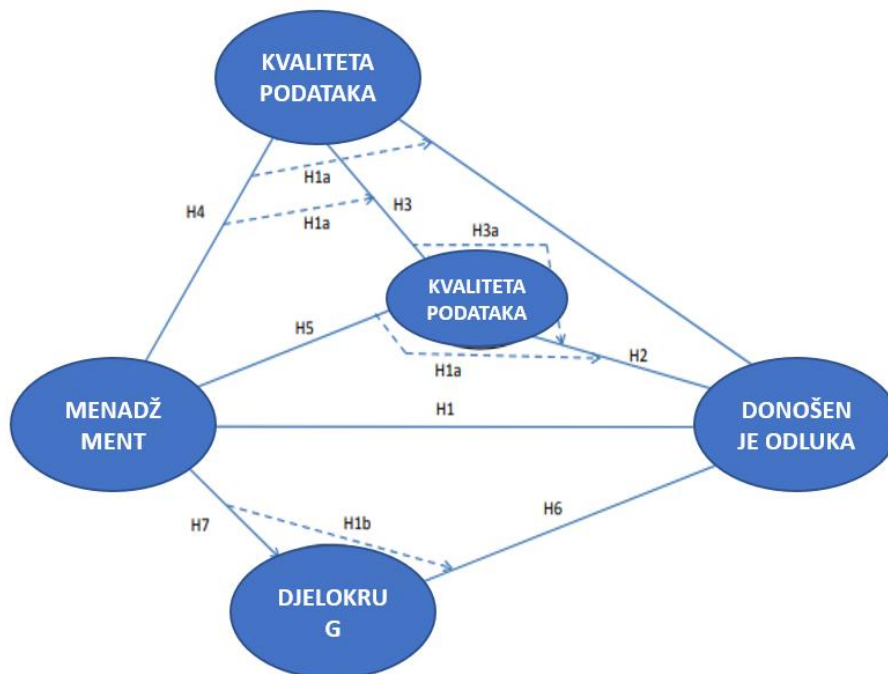 KVALITETA
PODATAKA
H1a
H4
H3
H1a
H3a
KVALITETA
PODATAKA
H5
H2
H1a
MENADŽ
MENT
H1
DONOŠEN
JE ODLUKA
H6
H7
H1b
DJELOKRU
G